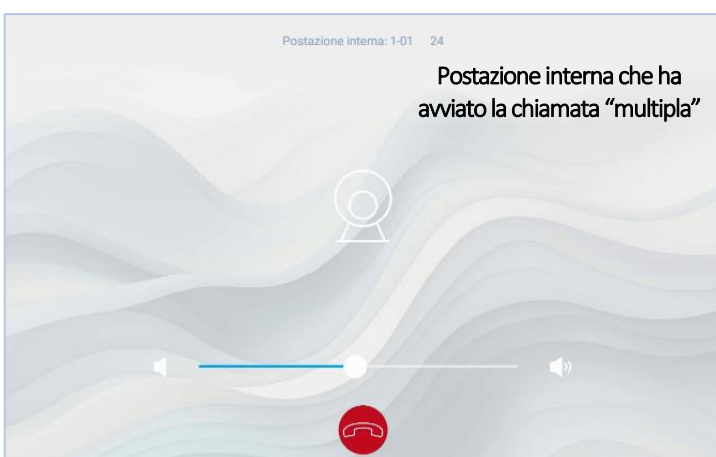 Postazione interna: 1-01 24
Postazione interna che ha
avviato la chiamata “multipla”